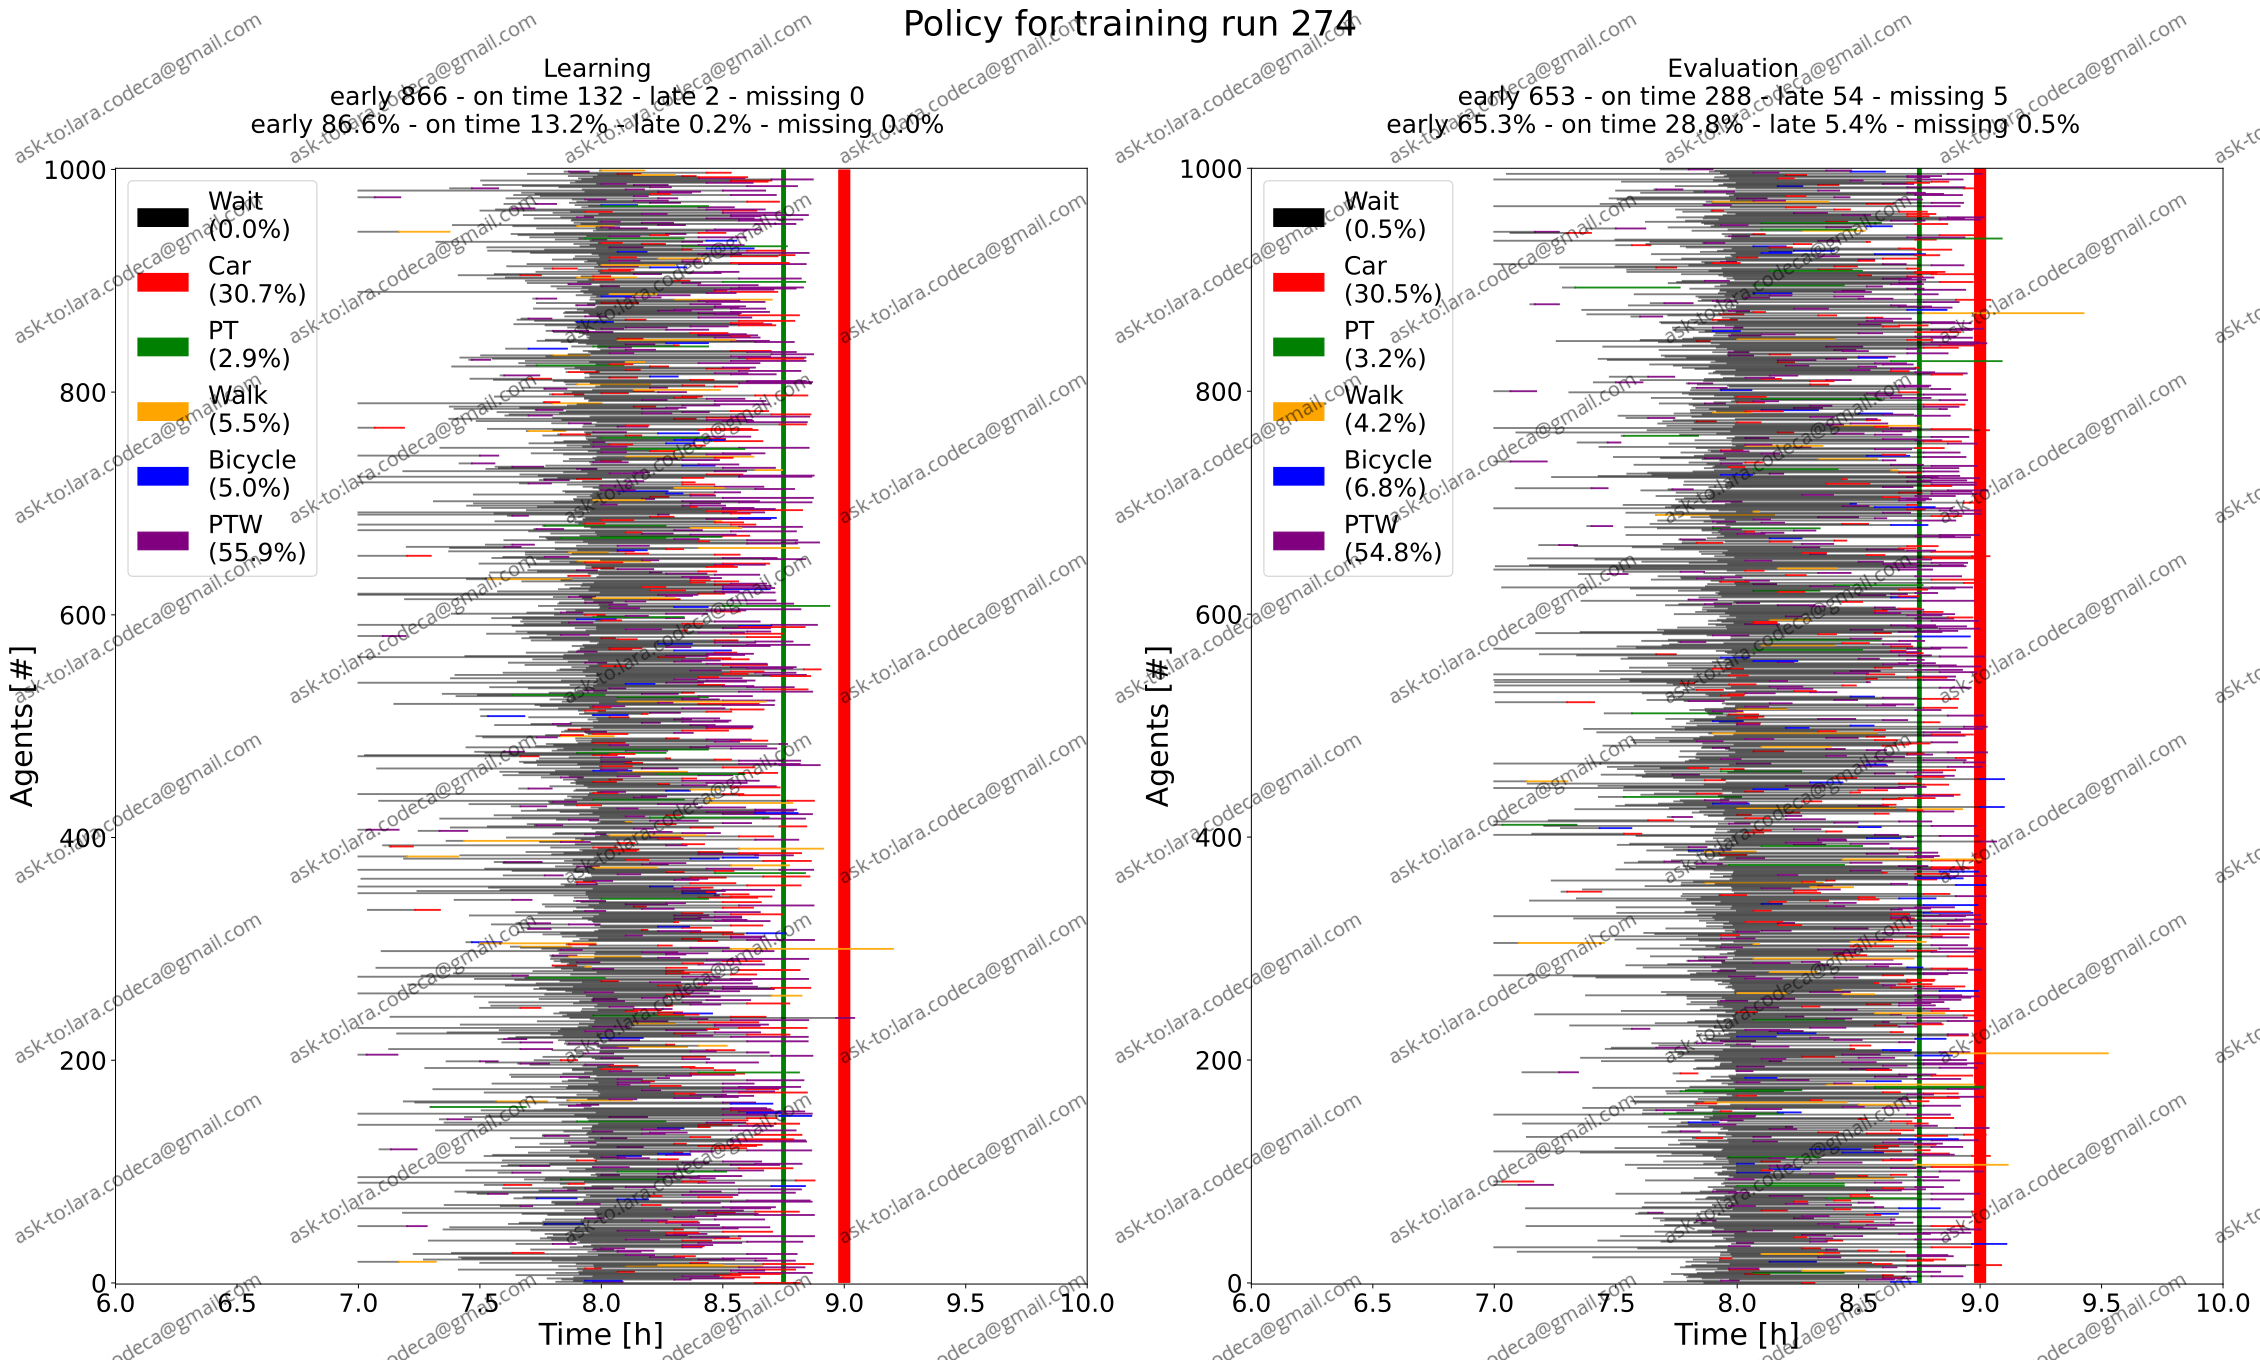 Policy for training run 274
Learning
early 866 - on time 132 - late 2 - missing 0
early 86.6% - on time 13.2% - late 0.2% - missing 0.0%
Wait
(0.0%)
Car
(30.7%)
PT
(2.9%)
Walk
(5.5%)
Bicycle
(5.0%)
PTW
(55.9%)
Agents [#]
1000
800
600
400
200
0
6.0 6.5 7.0 7.5 8.0 8.5 9.0 9.5 10.0
Time [h]
Evaluation
early 653 - on time 288 - late 54 - missing 5
early 65.3% - on time 28.8% - late 5.4% - missing 0.5%
Wait
(0.5%)
Car
(30.5%)
PT
(3.2%)
Walk
(4.2%)
Bicycle
(6.8%)
PTW
(54.8%)
Agents [#]
1000
800
600
400
200
0
6.0 6.5 7.0 7.5 8.0 8.5 9.0 9.5 10.0
Time [h]
ask-to:lara.codeca@gmail.com